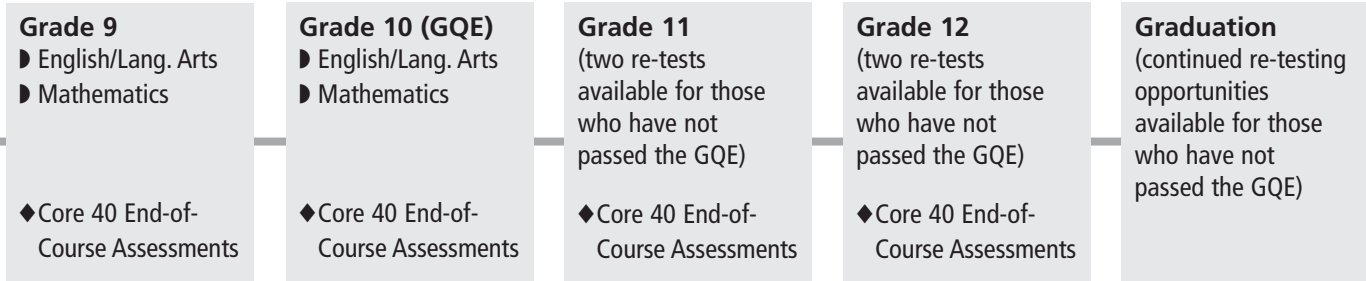 Grade 9
◗ English/Lang. Arts
◗ Mathematics
◆Core 40 End-of-
Course Assessments
Grade 10 (GQE)
◗ English/Lang. Arts
◗ Mathematics
◆Core 40 End-of-
Course Assessments
Grade 11
(two re-tests
available for those
who have not
passed the GQE)
◆Core 40 End-of-
Course Assessments
Grade 12
(two re-tests
available for those
who have not
passed the GQE)
◆Core 40 End-of-
Course Assessments
Graduation
(continued re-testing
opportunities
available for those
who have not
passed the GQE)